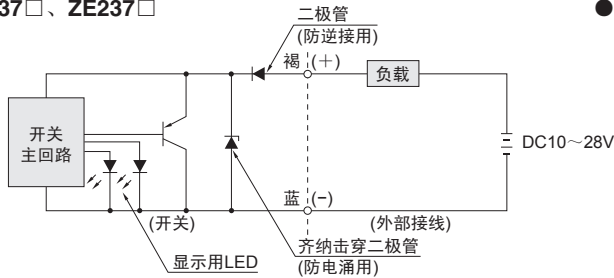 37□、ZE237□
二极管
(防逆接用)
褐 (+)
负载
开关
主回路
DC10～28V
蓝 (−)
(开关)
(外部接线)
显示用LED
齐纳击穿二极管
(防电涌用)